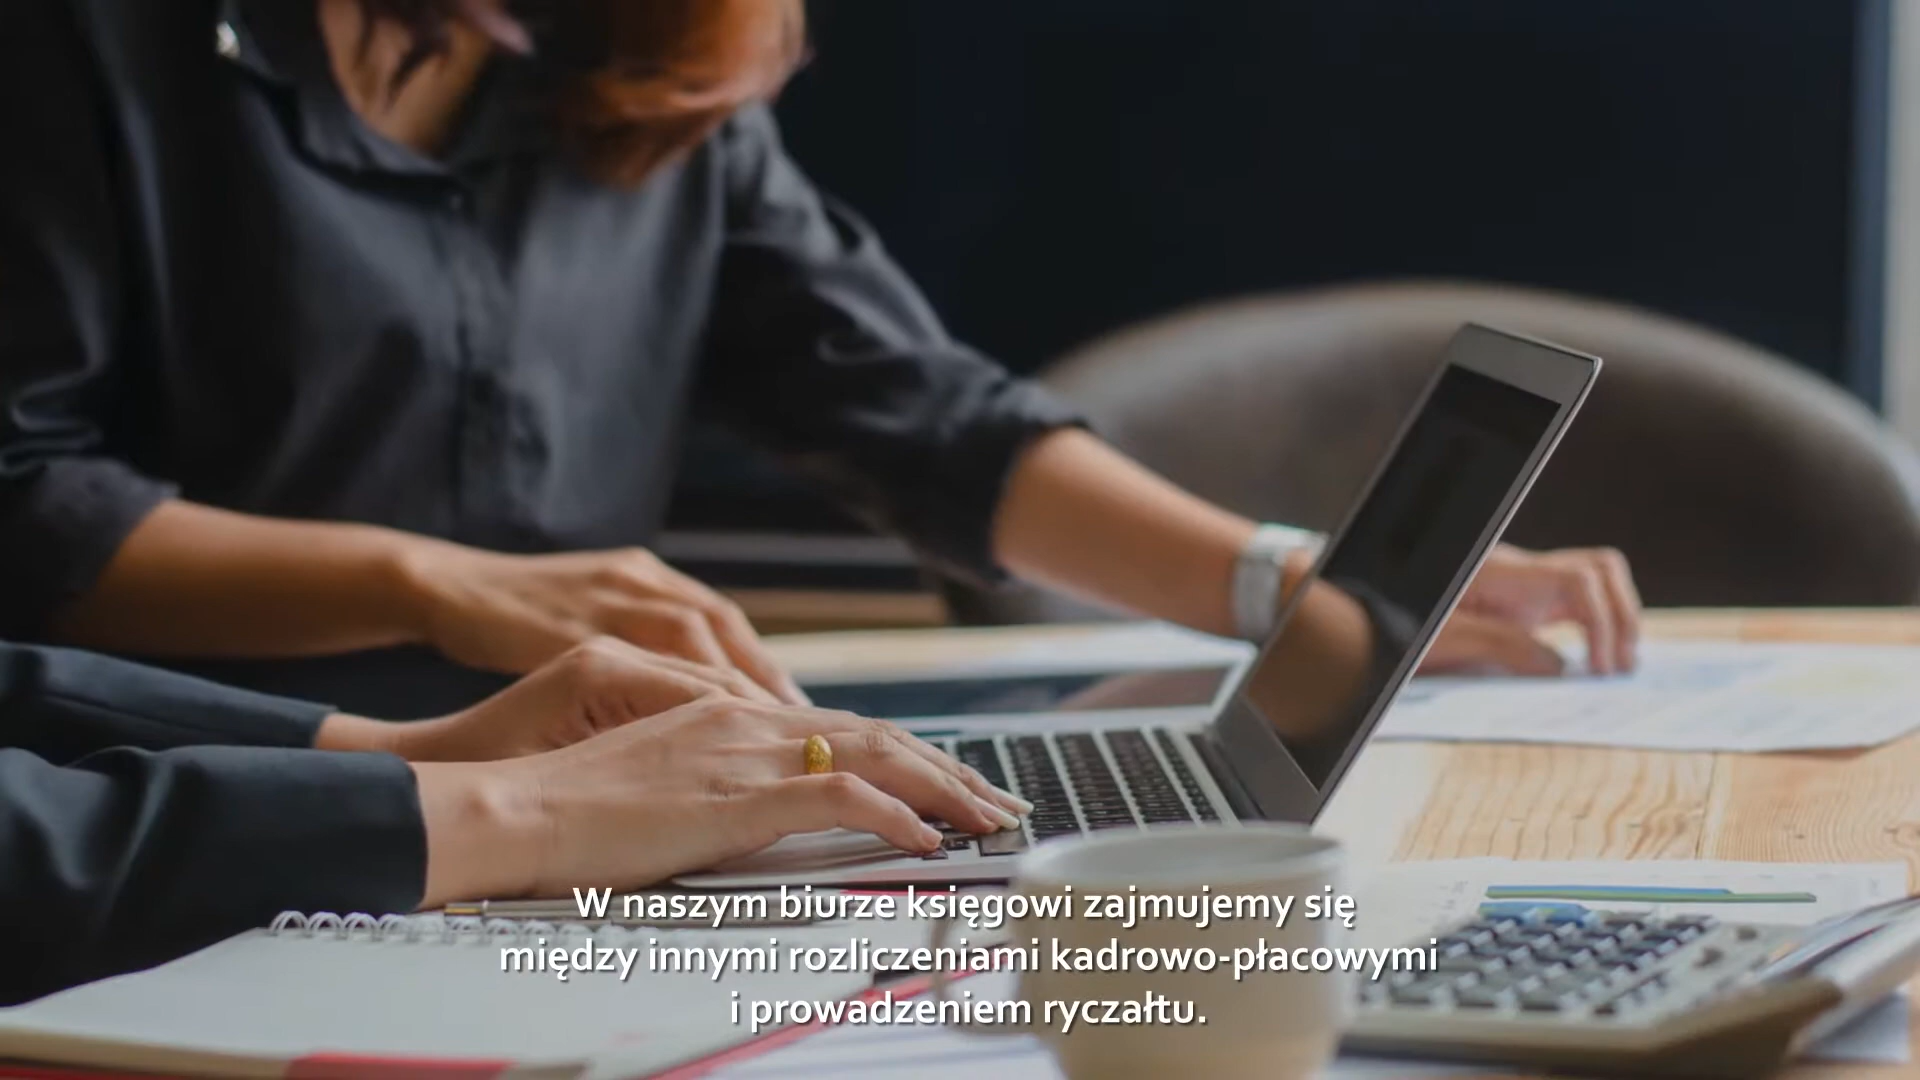 W naszym biurze księgowi zajmujemy się
między innymi rozliczeniami kadrowo-płacowymi
i prowadzeniem ryczałtu.